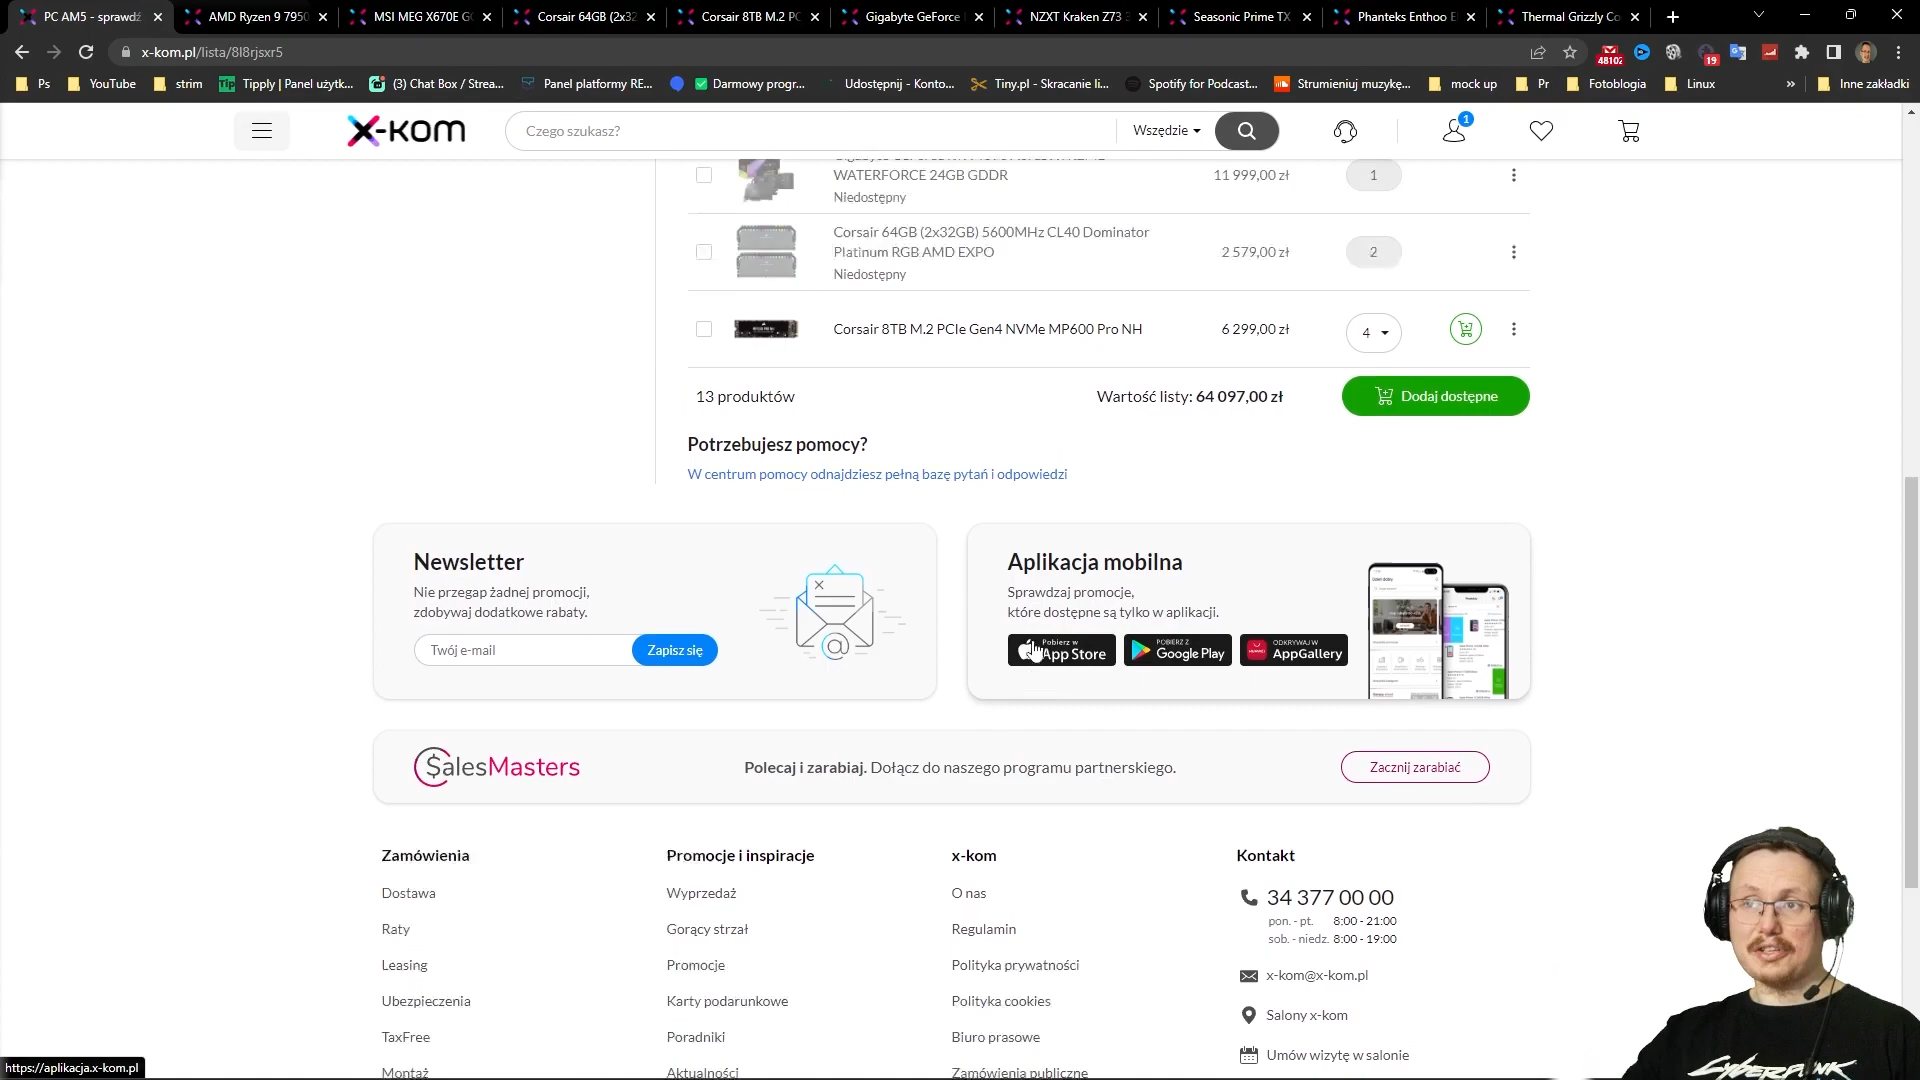 PC AM5 - sprawdź
AMD Ryzen 9 7950
MSI MEG X670E GO
Corsair 64GB (2x32
Corsair 8TB M.2 PC
Gigabyte GeForce
NZXT Kraken Z73 3
Seasonic Prime TX
Phanteks Enthoo El
Thermal Grizzly Co
x-kom.pl/lista/8l8rjsxr5
48102
19
Ps
YouTube
strim
Tip
Tipply | Panel użytk...
(3) Chat Box / Strea...
Panel platformy RE...
Darmowy progr...
Udostępnij - Konto...
Tiny.pl - Skracanie li...
Spotify for Podcast...
Strumieniuj muzykę...
mock up
Pr
Fotoblogia
Linux
»
Inne zakładki
x-kom
Czego szukasz?
Wszędzie
1
WATERFORCE 24GB GDDR
11 999,00 zł
1
Niedostępny
Corsair 64GB (2x32GB) 5600MHz CL40 Dominator
Platinum RGB AMD EXPO
2 579,00 zł
2
Niedostępny
Corsair 8TB M.2 PCIe Gen4 NVMe MP600 Pro NH
6 299,00 zł
4
13 produktów
Wartość listy: 64 097,00 zł
Dodaj dostępne
Potrzebujesz pomocy?
W centrum pomocy odnajdziesz pełną bazę pytań i odpowiedzi
Newsletter
Nie przegap żadnej promocji,
zdobywaj dodatkowe rabaty.
Twój e-mail
Zapisz się
Aplikacja mobilna
Sprawdzaj promocje,
które dostępne są tylko w aplikacji.
Pobierz w
App Store
POBIERZ Z
Google Play
ODKRYWAJ W
AppGallery
SalesMasters
Polecaj i zarabiaj. Dołącz do naszego programu partnerskiego.
Zacznij zarabiać
Zamówienia
Dostawa
Raty
Leasing
Ubezpieczenia
TaxFree
Montaż
Promocje i inspiracje
Wyprzedaż
Gorący strzał
Promocje
Karty podarunkowe
Poradniki
Aktualności
x-kom
O nas
Regulamin
Polityka prywatności
Polityka cookies
Biuro prasowe
Zamówienia publiczne
Kontakt
34 377 00 00
pon. - pt. 8:00 - 21:00
sob. - niedz. 8:00 - 19:00
x-kom@x-kom.pl
Salony x-kom
Umów wizytę w salonie
https://aplikacja.x-kom.pl
CYBERPUNK